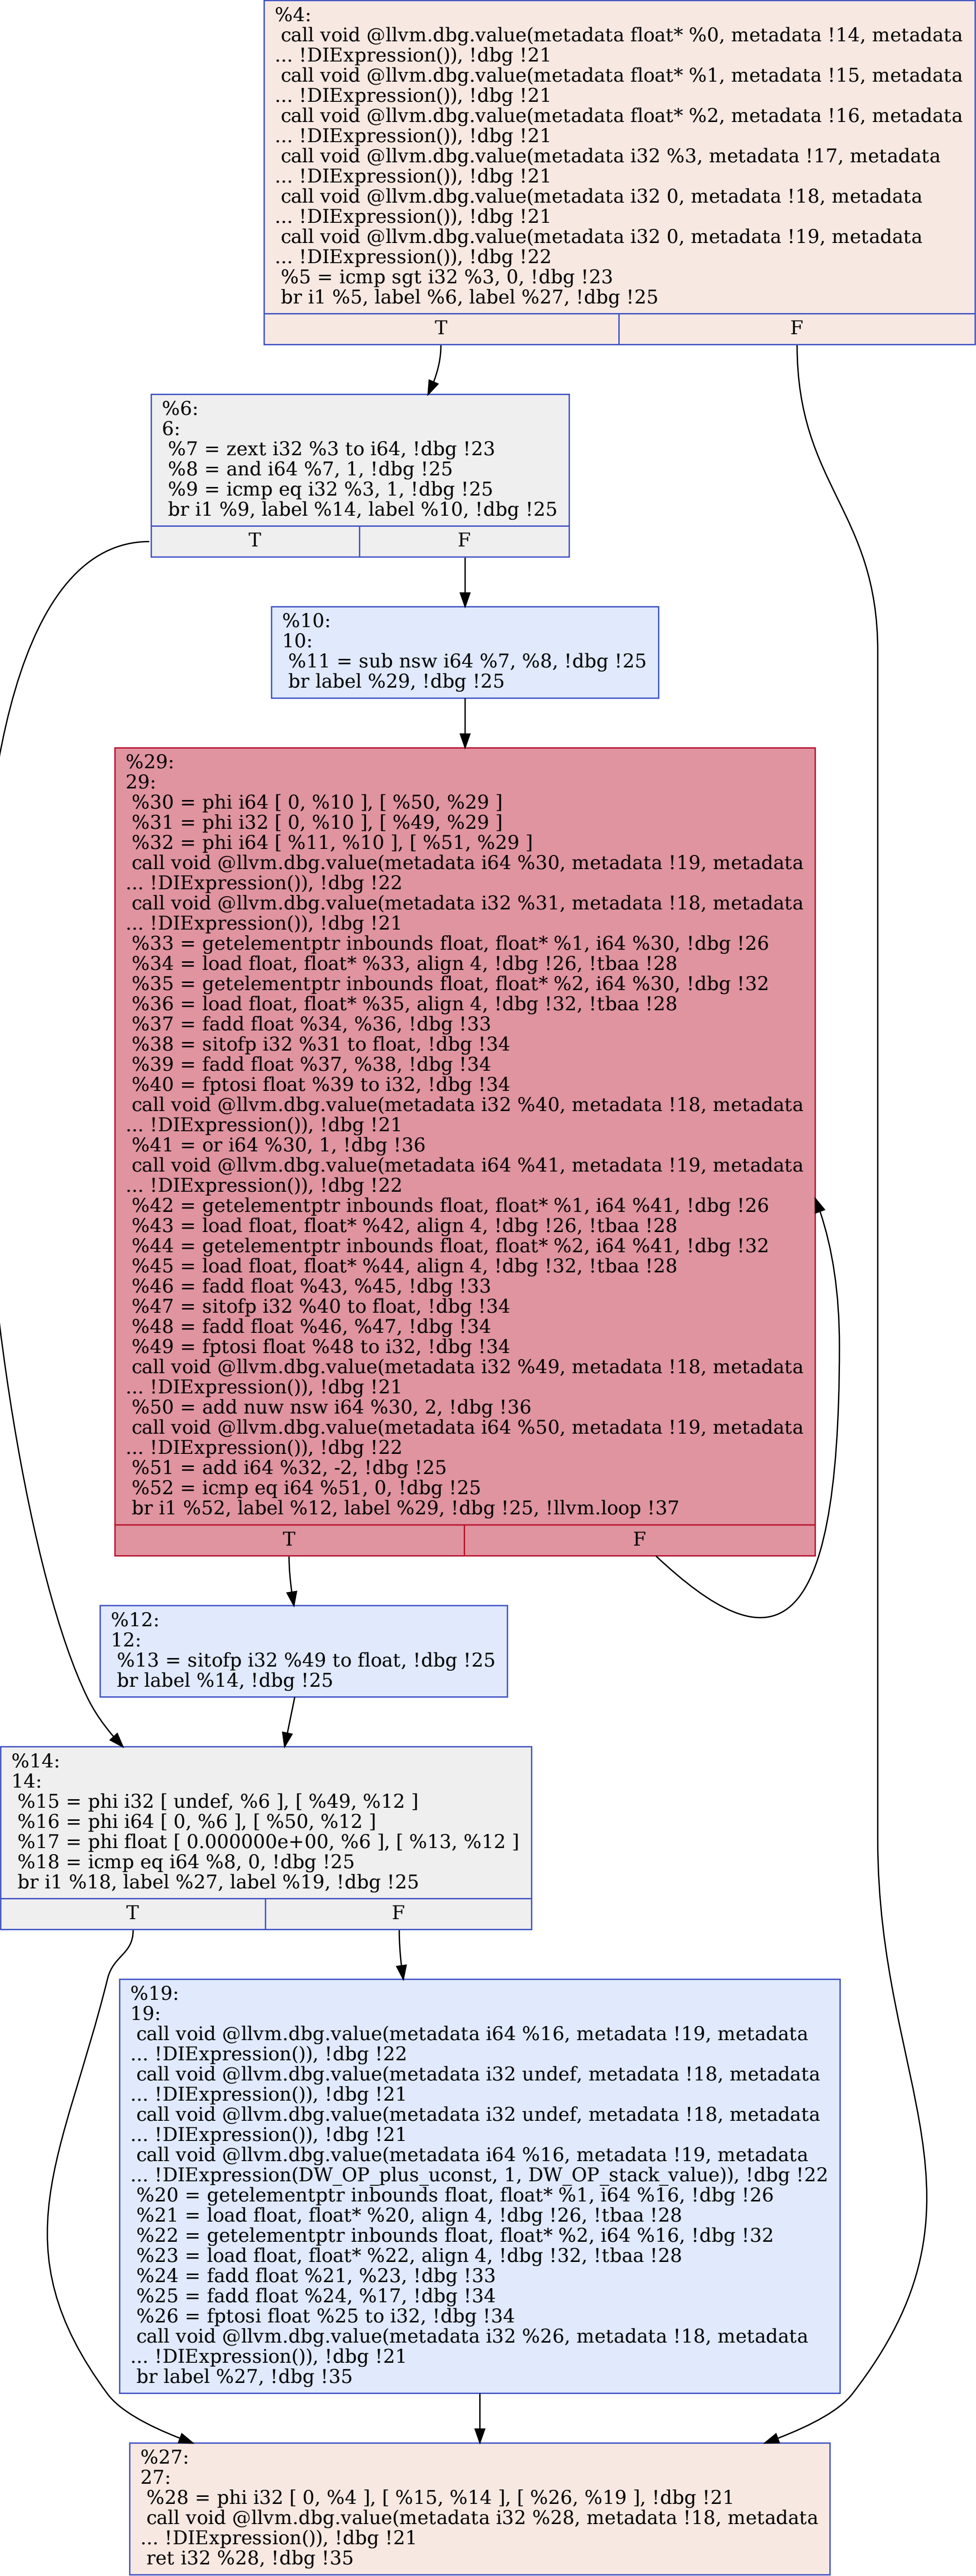 %4:
call void @llvm.dbg.value(metadata float* %0, metadata !14, metadata
... !DIExpression()), !dbg !21
call void @llvm.dbg.value(metadata float* %1, metadata !15, metadata
... !DIExpression()), !dbg !21
call void @llvm.dbg.value(metadata float* %2, metadata !16, metadata
... !DIExpression()), !dbg !21
call void @llvm.dbg.value(metadata i32 %3, metadata !17, metadata
... !DIExpression()), !dbg !21
call void @llvm.dbg.value(metadata i32 0, metadata !18, metadata
... !DIExpression()), !dbg !21
call void @llvm.dbg.value(metadata i32 0, metadata !19, metadata
... !DIExpression()), !dbg !22
%5 = icmp sgt i32 %3, 0, !dbg !23
br i1 %5, label %6, label %27, !dbg !25
T F
%6:
6:
%7 = zext i32 %3 to i64, !dbg !23
%8 = and i64 %7, 1, !dbg !25
%9 = icmp eq i32 %3, 1, !dbg !25
br i1 %9, label %14, label %10, !dbg !25
T F
%10:
10:
%11 = sub nsw i64 %7, %8, !dbg !25
br label %29, !dbg !25
%29:
29:
%30 = phi i64 [ 0, %10 ], [ %50, %29 ]
%31 = phi i32 [ 0, %10 ], [ %49, %29 ]
%32 = phi i64 [ %11, %10 ], [ %51, %29 ]
call void @llvm.dbg.value(metadata i64 %30, metadata !19, metadata
... !DIExpression()), !dbg !22
call void @llvm.dbg.value(metadata i32 %31, metadata !18, metadata
... !DIExpression()), !dbg !21
%33 = getelementptr inbounds float, float* %1, i64 %30, !dbg !26
%34 = load float, float* %33, align 4, !dbg !26, !tbaa !28
%35 = getelementptr inbounds float, float* %2, i64 %30, !dbg !32
%36 = load float, float* %35, align 4, !dbg !32, !tbaa !28
%37 = fadd float %34, %36, !dbg !33
%38 = sitofp i32 %31 to float, !dbg !34
%39 = fadd float %37, %38, !dbg !34
%40 = fptosi float %39 to i32, !dbg !34
call void @llvm.dbg.value(metadata i32 %40, metadata !18, metadata
... !DIExpression()), !dbg !21
%41 = or i64 %30, 1, !dbg !36
call void @llvm.dbg.value(metadata i64 %41, metadata !19, metadata
... !DIExpression()), !dbg !22
%42 = getelementptr inbounds float, float* %1, i64 %41, !dbg !26
%43 = load float, float* %42, align 4, !dbg !26, !tbaa !28
%44 = getelementptr inbounds float, float* %2, i64 %41, !dbg !32
%45 = load float, float* %44, align 4, !dbg !32, !tbaa !28
%46 = fadd float %43, %45, !dbg !33
%47 = sitofp i32 %40 to float, !dbg !34
%48 = fadd float %46, %47, !dbg !34
%49 = fptosi float %48 to i32, !dbg !34
call void @llvm.dbg.value(metadata i32 %49, metadata !18, metadata
... !DIExpression()), !dbg !21
%50 = add nuw nsw i64 %30, 2, !dbg !36
call void @llvm.dbg.value(metadata i64 %50, metadata !19, metadata
... !DIExpression()), !dbg !22
%51 = add i64 %32, -2, !dbg !25
%52 = icmp eq i64 %51, 0, !dbg !25
br i1 %52, label %12, label %29, !dbg !25, !llvm.loop !37
T F
%12:
12:
%13 = sitofp i32 %49 to float, !dbg !25
br label %14, !dbg !25
%14:
14:
%15 = phi i32 [ undef, %6 ], [ %49, %12 ]
%16 = phi i64 [ 0, %6 ], [ %50, %12 ]
%17 = phi float [ 0.000000e+00, %6 ], [ %13, %12 ]
%18 = icmp eq i64 %8, 0, !dbg !25
br i1 %18, label %27, label %19, !dbg !25
T F
%19:
19:
call void @llvm.dbg.value(metadata i64 %16, metadata !19, metadata
... !DIExpression()), !dbg !22
call void @llvm.dbg.value(metadata i32 undef, metadata !18, metadata
... !DIExpression()), !dbg !21
call void @llvm.dbg.value(metadata i32 undef, metadata !18, metadata
... !DIExpression()), !dbg !21
call void @llvm.dbg.value(metadata i64 %16, metadata !19, metadata
... !DIExpression(DW_OP_plus_uconst, 1, DW_OP_stack_value)), !dbg !22
%20 = getelementptr inbounds float, float* %1, i64 %16, !dbg !26
%21 = load float, float* %20, align 4, !dbg !26, !tbaa !28
%22 = getelementptr inbounds float, float* %2, i64 %16, !dbg !32
%23 = load float, float* %22, align 4, !dbg !32, !tbaa !28
%24 = fadd float %21, %23, !dbg !33
%25 = fadd float %24, %17, !dbg !34
%26 = fptosi float %25 to i32, !dbg !34
call void @llvm.dbg.value(metadata i32 %26, metadata !18, metadata
... !DIExpression()), !dbg !21
br label %27, !dbg !35
%27:
27:
%28 = phi i32 [ 0, %4 ], [ %15, %14 ], [ %26, %19 ], !dbg !21
call void @llvm.dbg.value(metadata i32 %28, metadata !18, metadata
... !DIExpression()), !dbg !21
ret i32 %28, !dbg !35